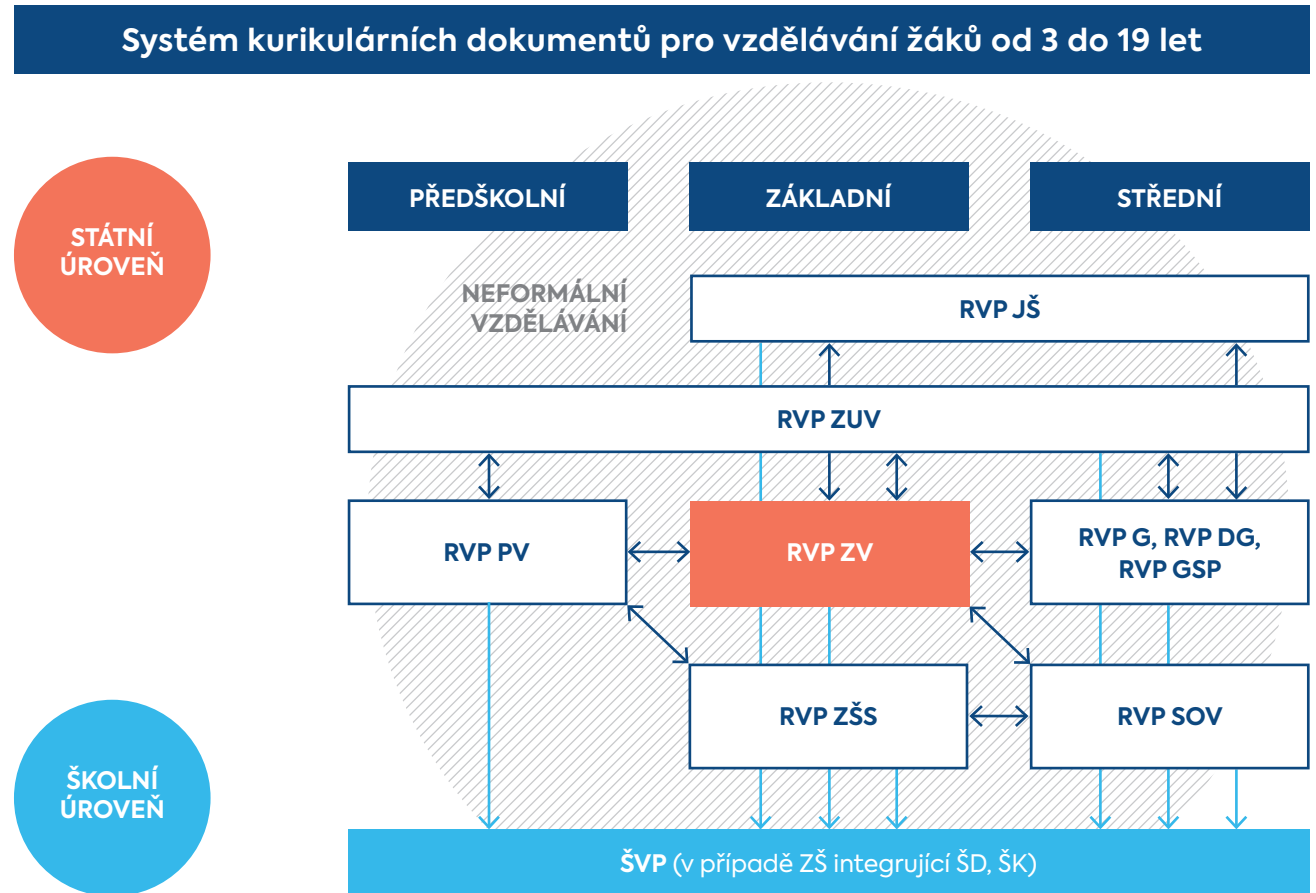 Systém kurikulárních dokumentů pro vzdělávání žáků od 3 do 19 let
STÁTNÍ
ÚROVEŇ
PŘEDŠKOLNÍ
ZÁKLADNÍ
STŘEDNÍ
NEFORMÁLNÍ
VZDĚLÁVÁNÍ
RVP JŠ
RVP ZUV
RVP PV
RVP ZV
RVP G, RVP DG,
RVP GSP
RVP ZŠS
RVP SOV
ŠKOLNÍ
ÚROVEŇ
ŠVP (v případě ZŠ integrující ŠD, ŠK)